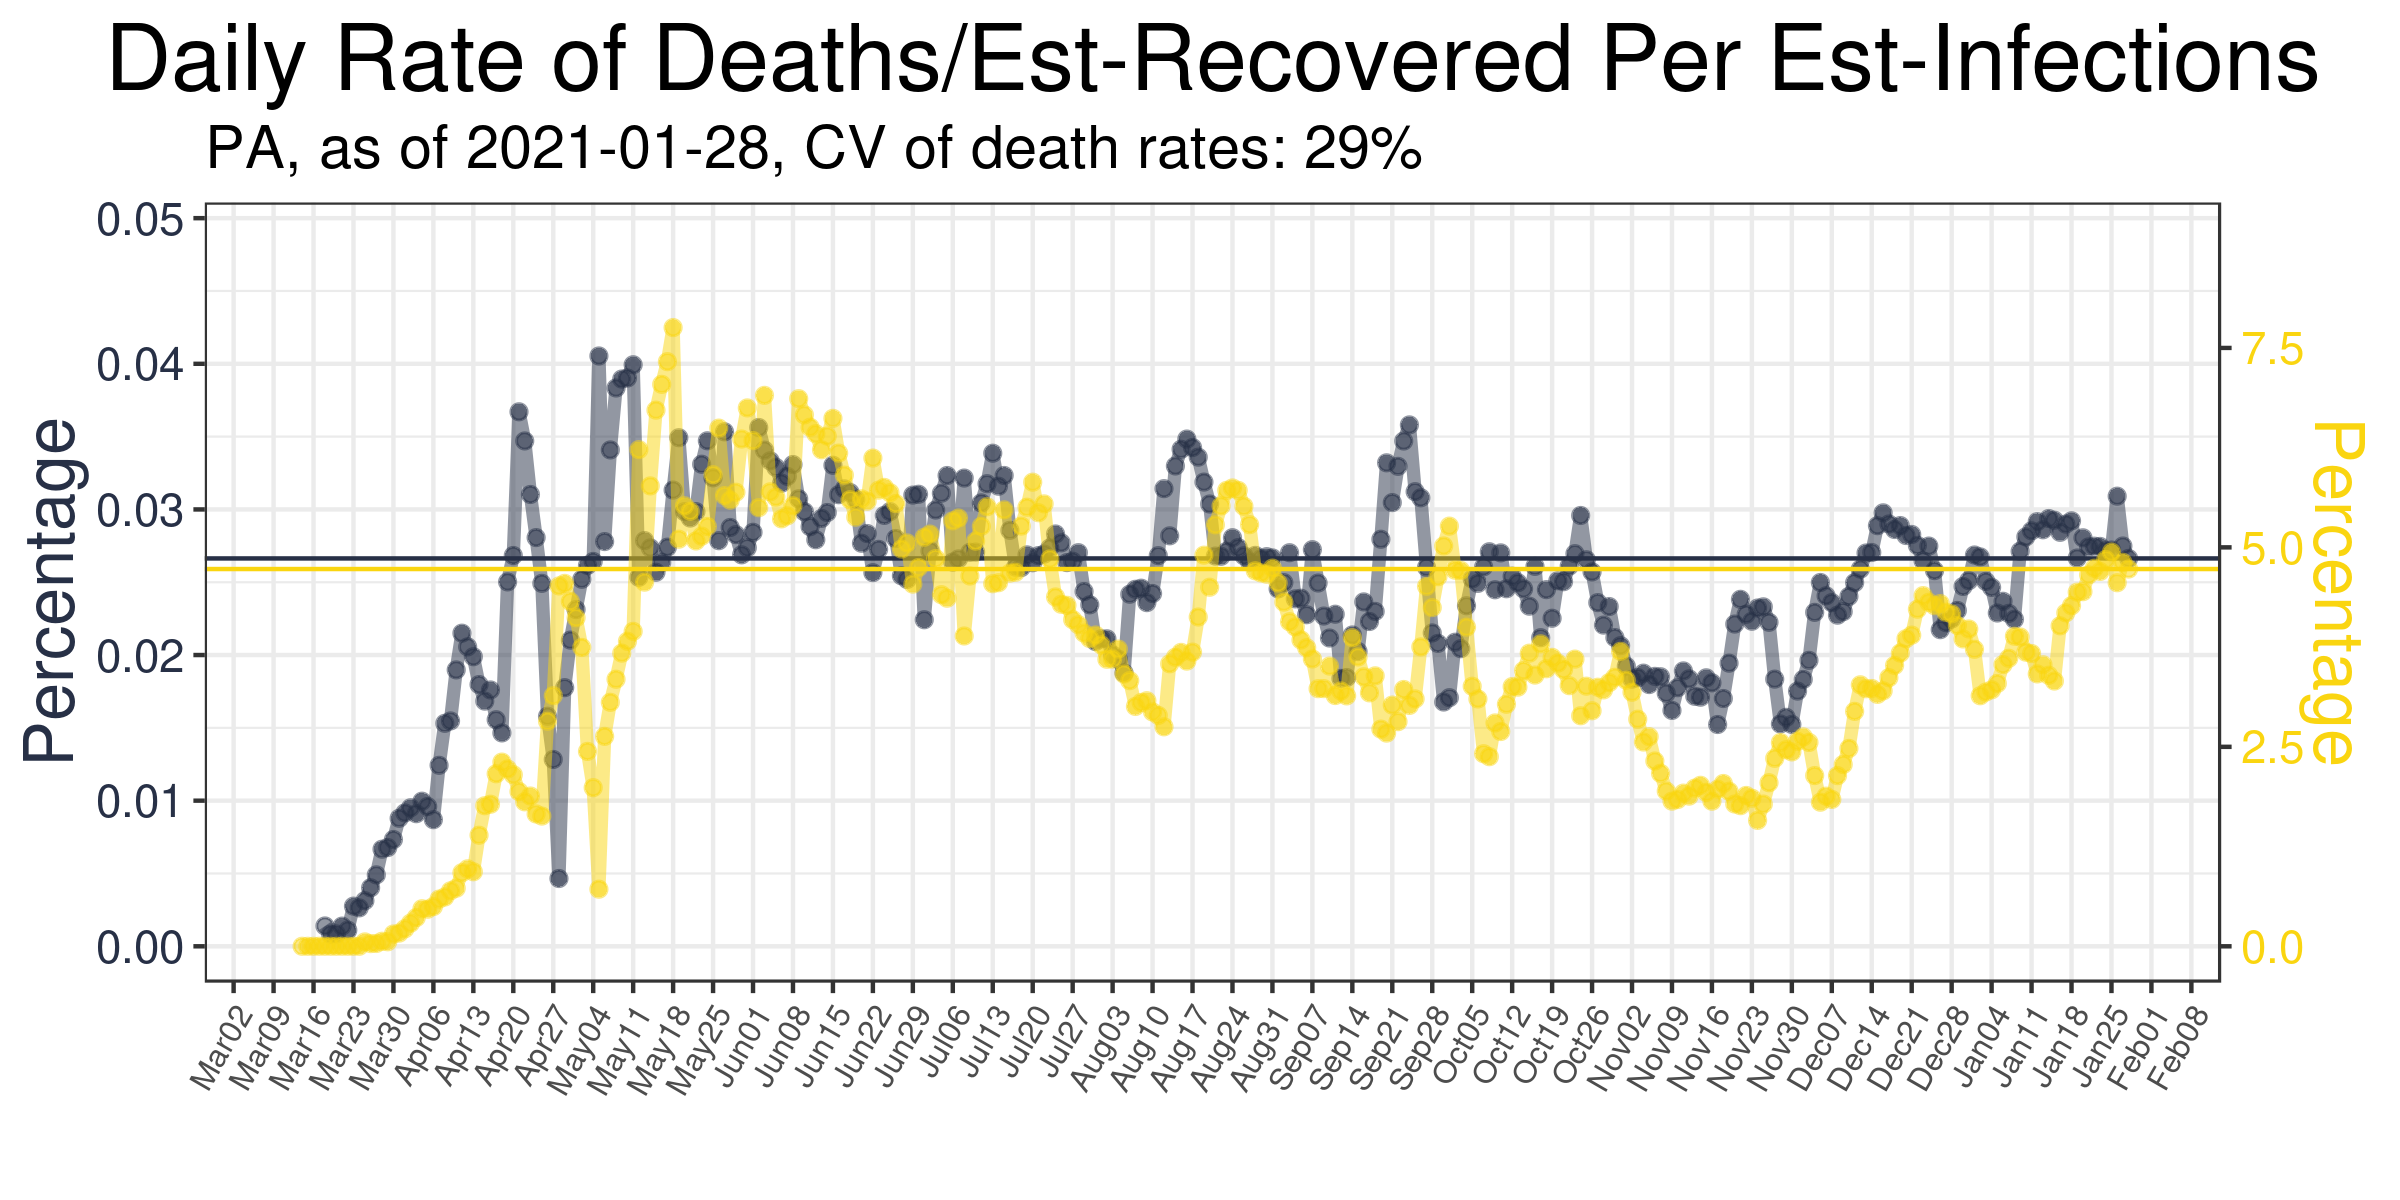 Daily Rate of Deaths/Est-Recovered Per Est-Infections
PA, as of 2021-01-28, CV of death rates: 29%
0.05
0.04
0.03
0.02
0.01
0.00
Percentage
7.5
5.0
2.5
0.0
Percentage
Mar02
Mar09
Mar16
Mar23
Mar30
Apr06
Apr13
Apr20
Apr27
May04
May11
May18
May25
Jun01
Jun08
Jun15
Jun22
Jun29
Jul06
Jul13
Jul20
Jul27
Aug03
Aug10
Aug17
Aug24
Aug31
Sep07
Sep14
Sep21
Sep28
Oct05
Oct12
Oct19
Oct26
Nov02
Nov09
Nov16
Nov23
Nov30
Dec07
Dec14
Dec21
Dec28
Jan04
Jan11
Jan18
Jan25
Feb01
Feb08